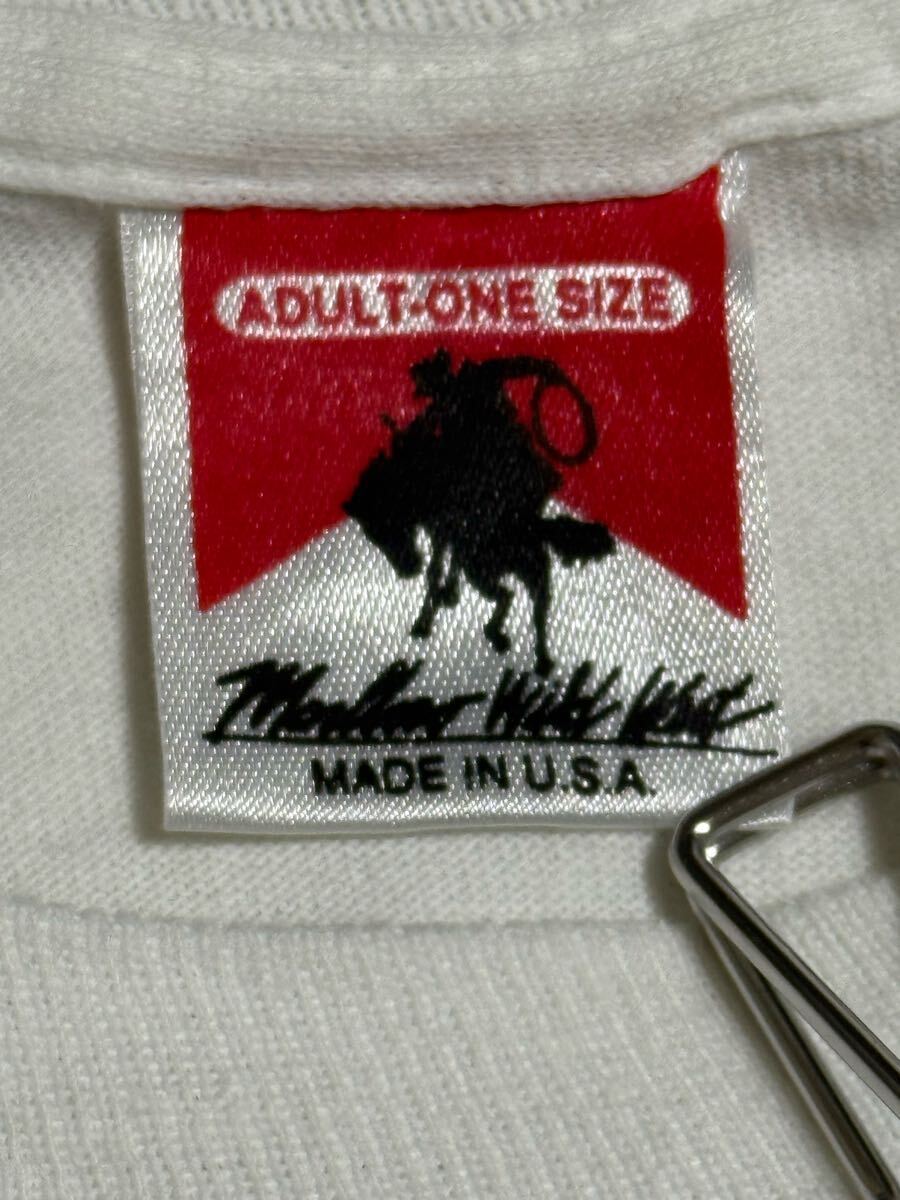 ADULT-ONE SIZE
Marlboro Wild West
MADE IN U.S.A.